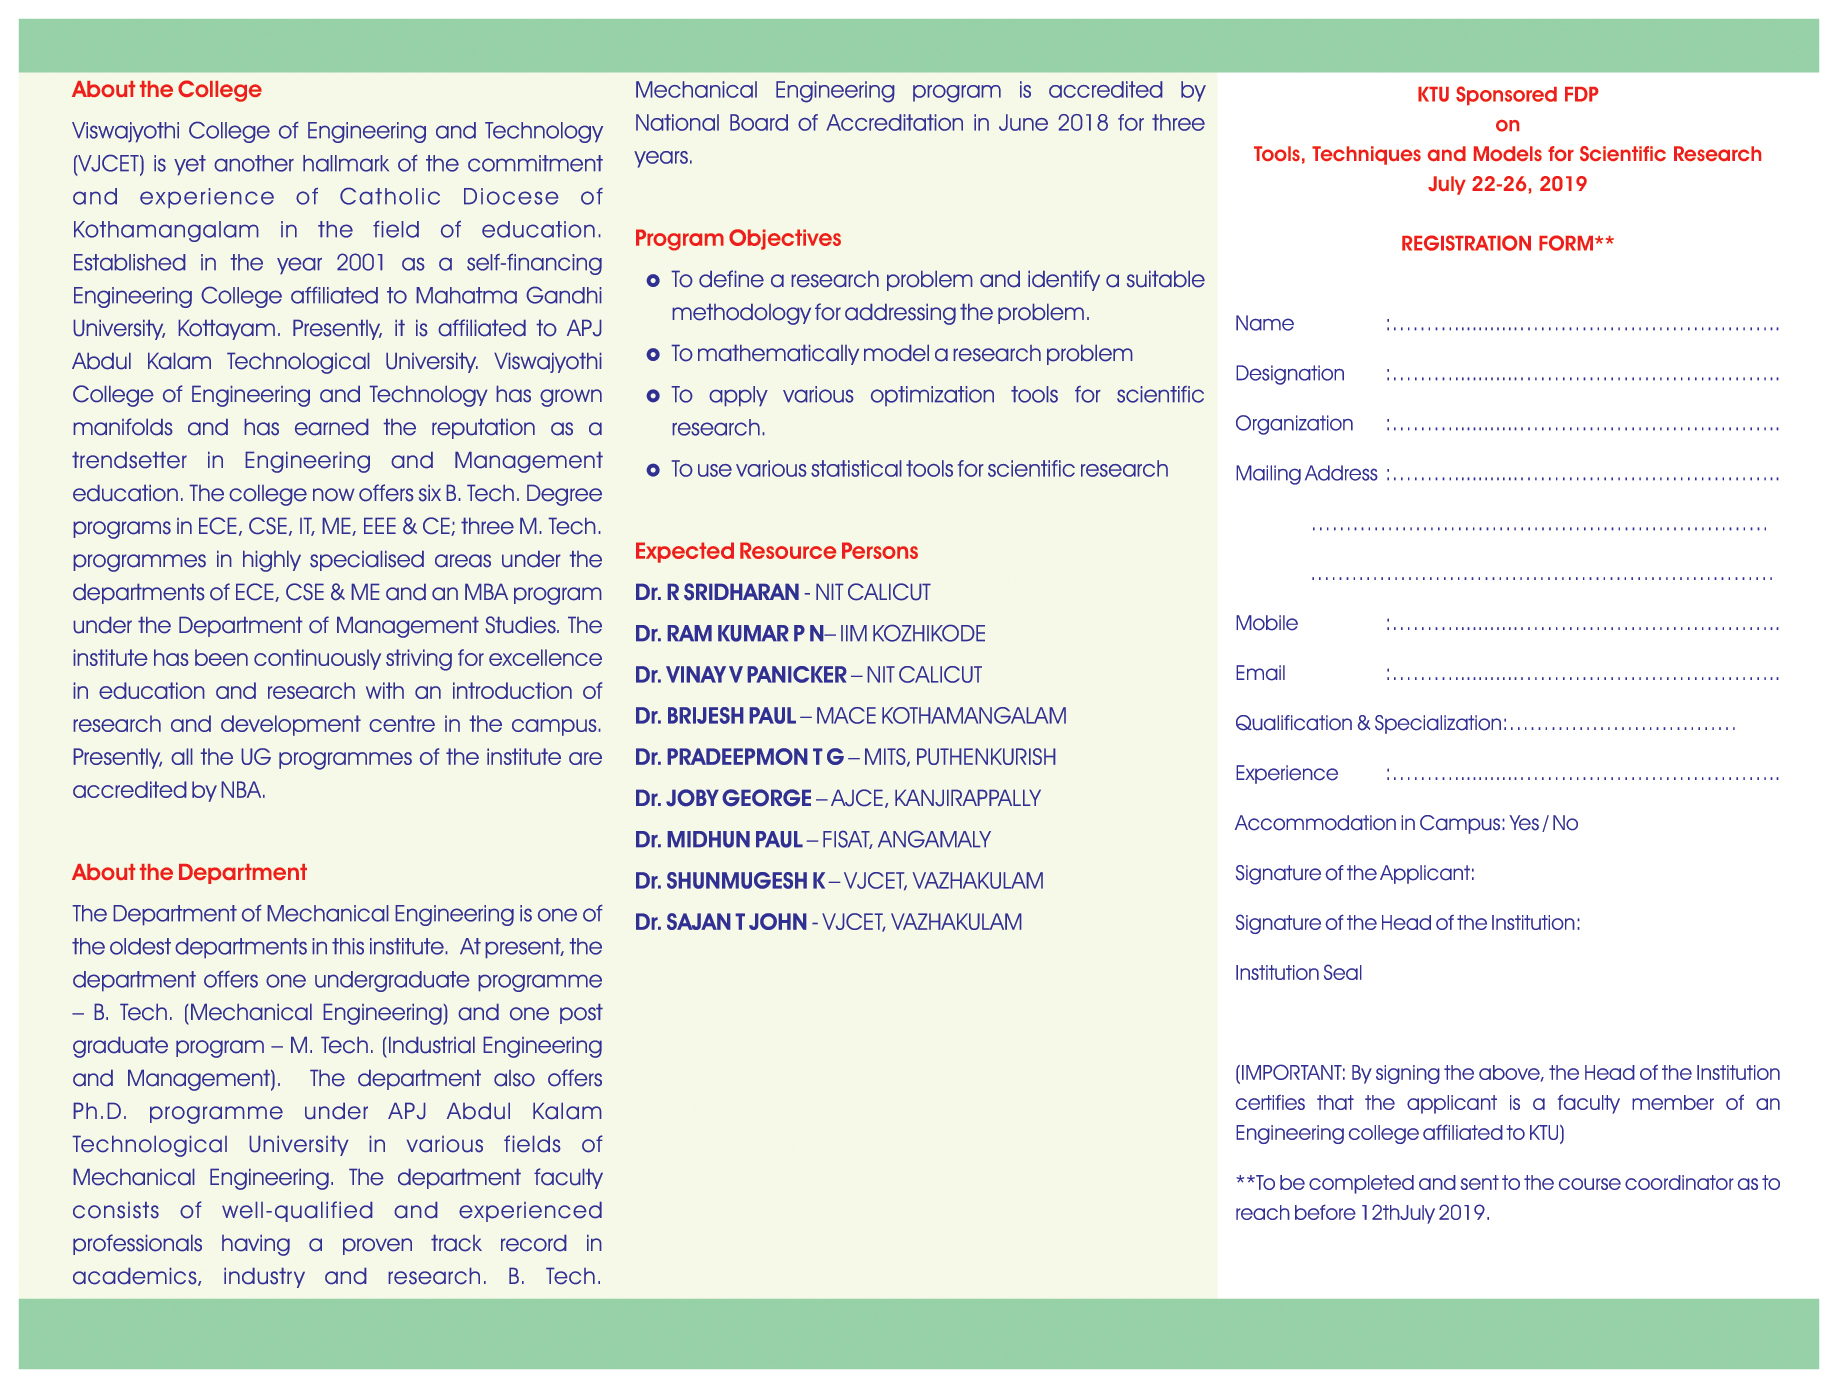 About the College
Viswajyothi College of Engineering and Technology
(VJCET) is yet another hallmark of the commitment
and experience of Catholic Diocese of
Kothamangalam in the field of education.
Established in the year 2001 as a self-financing
Engineering College affiliated to Mahatma Gandhi
University, Kottayam. Presently, it is affiliated to APJ
Abdul Kalam Technological University. Viswajyothi
College of Engineering and Technology has grown
manifolds and has earned the reputation as a
trendsetter in Engineering and Management
education. The college now offers six B. Tech. Degree
programs in ECE, CSE, IT, ME, EEE & CE; three M. Tech.
programmes in highly specialised areas under the
departments of ECE, CSE & ME and an MBA program
under the Department of Management Studies. The
institute has been continuously striving for excellence
in education and research with an introduction of
research and development centre in the campus.
Presently, all the UG programmes of the institute are
accredited by NBA.
About the Department
The Department of Mechanical Engineering is one of
the oldest departments in this institute. At present, the
department offers one undergraduate programme
– B. Tech. (Mechanical Engineering) and one post
graduate program – M. Tech. (Industrial Engineering
and Management). The department also offers
Ph.D. programme under APJ Abdul Kalam
Technological University in various fields of
Mechanical Engineering. The department faculty
consists of well-qualified and experienced
professionals having a proven track record in
academics, industry and research. B. Tech.
Mechanical Engineering program is accredited by
National Board of Accreditation in June 2018 for three
years.
Program Objectives
To define a research problem and identify a suitable
methodology for addressing the problem.
To mathematically model a research problem
To apply various optimization tools for scientific
research.
To use various statistical tools for scientific research
Expected Resource Persons
Dr. R SRIDHARAN - NIT CALICUT
Dr. RAM KUMAR P N– IIM KOZHIKODE
Dr. VINAY V PANICKER – NIT CALICUT
Dr. BRIJESH PAUL – MACE KOTHAMANGALAM
Dr. PRADEEPMON T G – MITS, PUTHENKURISH
Dr. JOBY GEORGE – AJCE, KANJIRAPPALLY
Dr. MIDHUN PAUL – FISAT, ANGAMALY
Dr. SHUNMUGESH K – VJCET, VAZHAKULAM
Dr. SAJAN T JOHN - VJCET, VAZHAKULAM
KTU Sponsored FDP
on
Tools, Techniques and Models for Scientific Research
July 22-26, 2019
REGISTRATION FORM**
Name :....................................................
Designation :....................................................
Organization :....................................................
Mailing Address :....................................................
....................................................
....................................................
Mobile :....................................................
Email :....................................................
Qualification & Specialization:..............................
Experience :....................................................
Accommodation in Campus: Yes / No
Signature of the Applicant:
Signature of the Head of the Institution:
Institution Seal
(IMPORTANT: By signing the above, the Head of the Institution
certifies that the applicant is a faculty member of an
Engineering college affiliated to KTU)
**To be completed and sent to the course coordinator as to
reach before 12thJuly 2019.